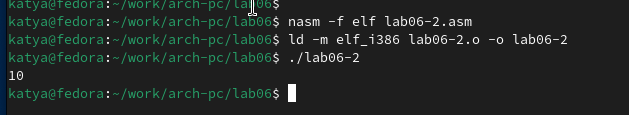 katya@fedora:~/work/arch-pc/lab06$
katya@fedora:~/work/arch-pc/lab06$ nasm -f elf lab06-2.asm
katya@fedora:~/work/arch-pc/lab06$ ld -m elf_i386 lab06-2.o -o lab06-2
katya@fedora:~/work/arch-pc/lab06$ ./lab06-2
10
katya@fedora:~/work/arch-pc/lab06$